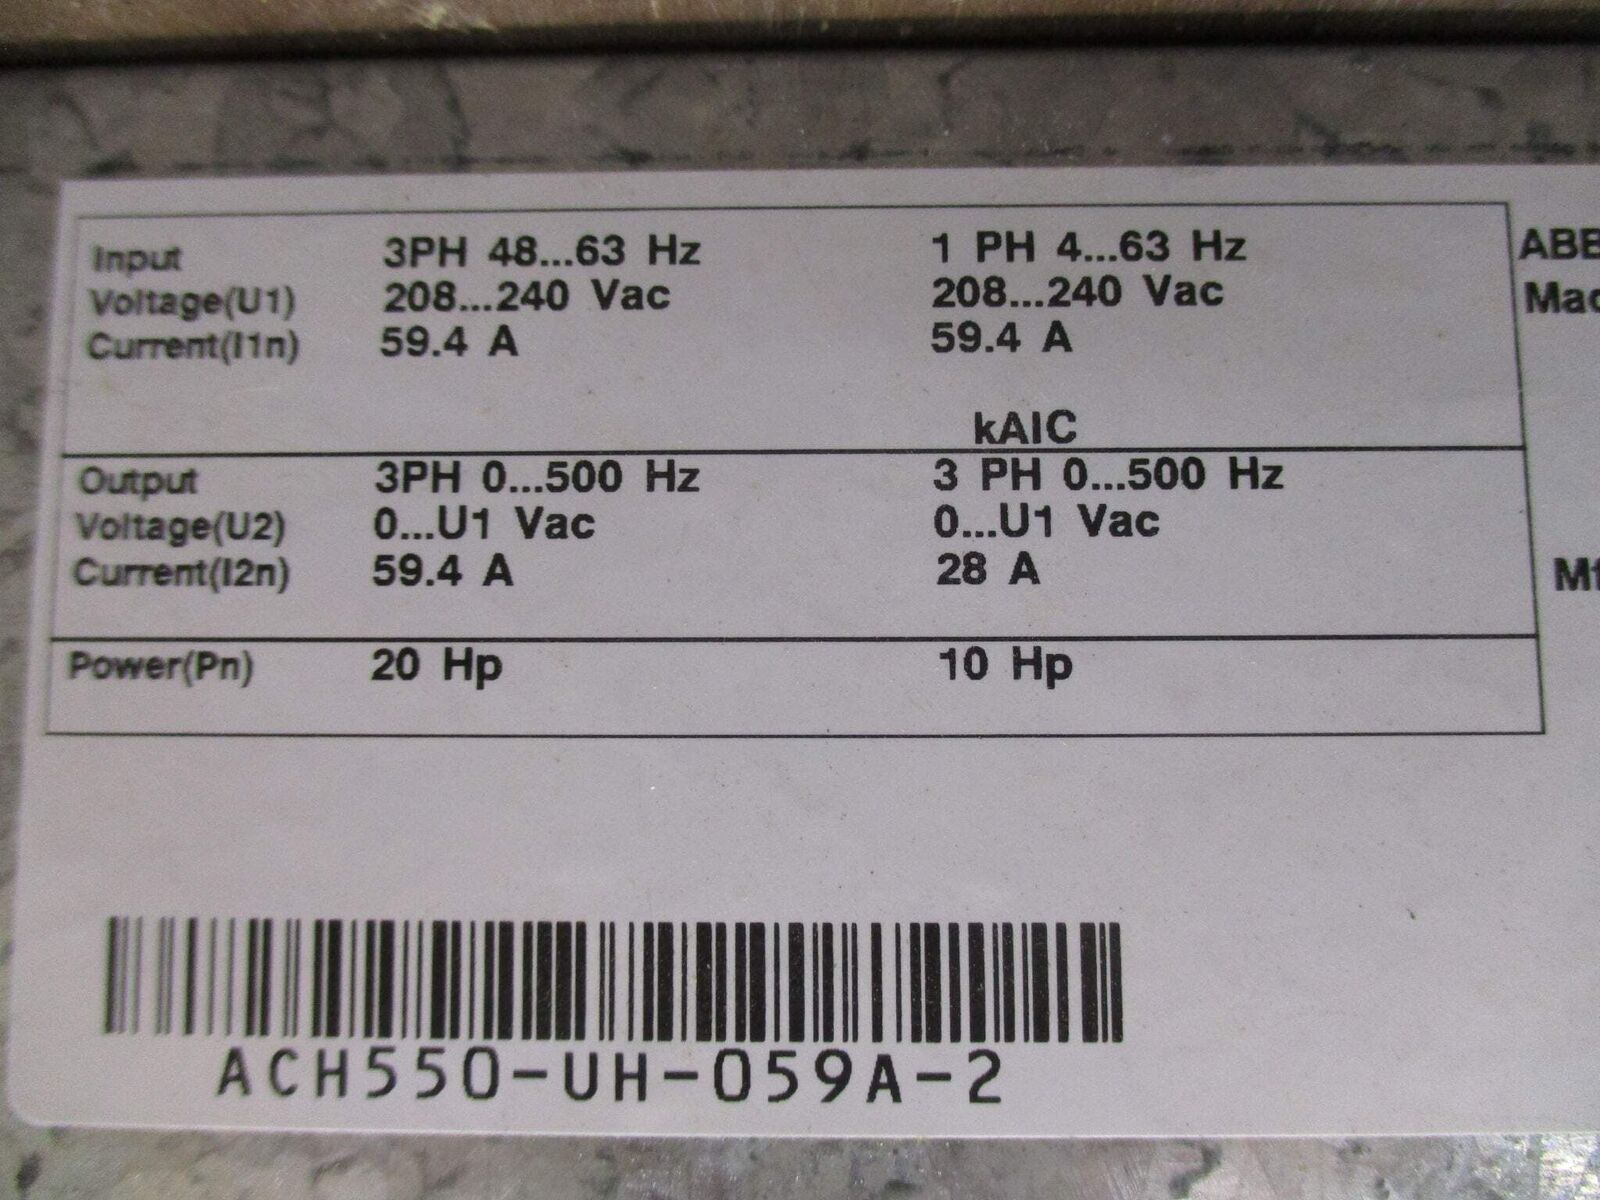 Input 3PH 48...63 Hz 1 PH 4...63 Hz
Voltage(U1) 208...240 Vac 208...240 Vac
Current(I1n) 59.4 A 59.4 A
kAIC
Output 3PH 0...500 Hz 3 PH 0...500 Hz
Voltage(U2) 0...U1 Vac 0...U1 Vac
Current(I2n) 59.4 A 28 A
Power(Pn) 20 Hp 10 Hp
ABB
ACH550-UH-059A-2